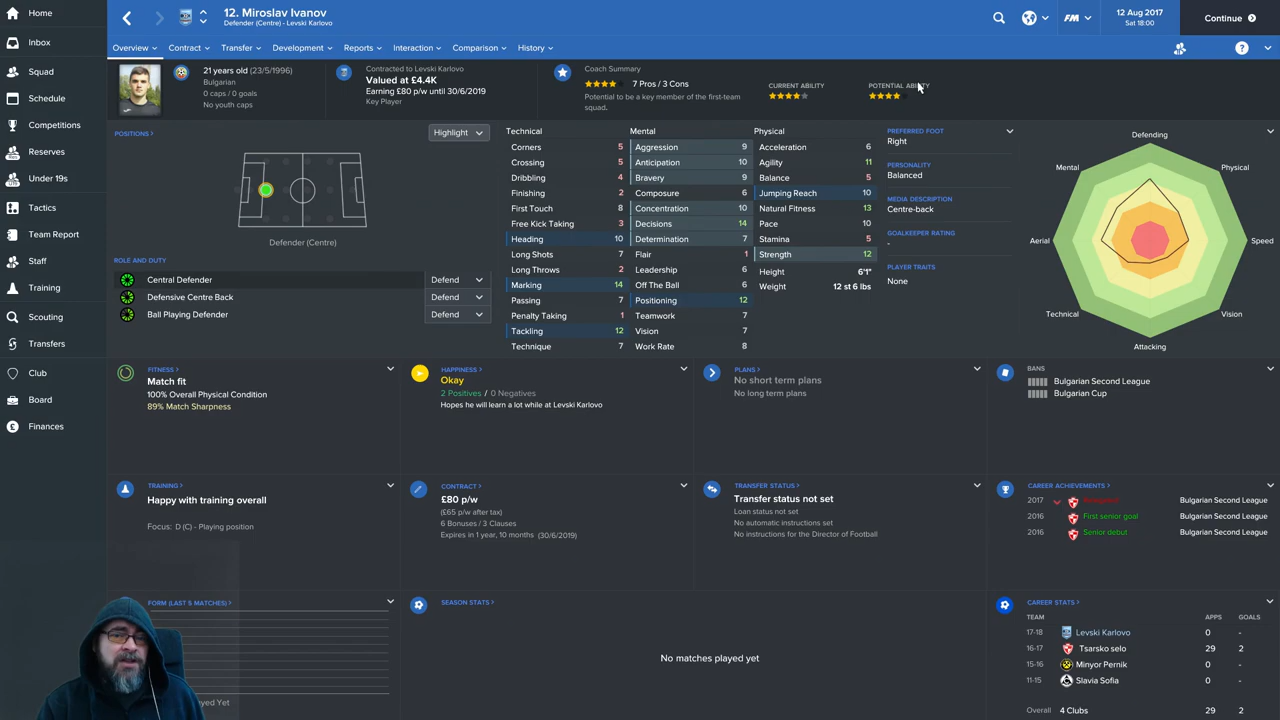 Home
12. Miroslav Ivanov
Defender (Centre) - Levski Karlovo
FM
12 Aug 2017
Sat 18:00
Continue
Inbox
Squad
Schedule
Competitions
Reserves
Under 19s
Tactics
Team Report
Staff
Training
Scouting
Transfers
Club
Board
Finances
Overview
Contract
Transfer
Development
Reports
Interaction
Comparison
History
?
21 years old (23/5/1996)
Bulgarian
0 caps / 0 goals
No youth caps
Contracted to Levski Karlovo
Valued at £4.4K
Earning £80 p/w until 30/6/2019
Key Player
Coach Summary
7 Pros / 3 Cons
Potential to be a key member of the first-team
squad.
CURRENT ABILITY
POTENTIAL ABILITY
POSITIONS >
Highlight
Defender (Centre)
ROLE AND DUTY
Central Defender Defend
Defensive Centre Back Defend
Ball Playing Defender Defend
Technical
Corners 5
Crossing 5
Dribbling 4
Finishing 2
First Touch 8
Free Kick Taking 3
Heading 10
Long Shots 7
Long Throws 2
Marking 14
Passing 7
Penalty Taking 1
Tackling 12
Technique 7
Mental
Aggression 9
Anticipation 10
Bravery 9
Composure 6
Concentration 10
Decisions 14
Determination 7
Flair 1
Leadership 6
Off The Ball 6
Positioning 12
Teamwork 7
Vision 7
Work Rate 8
Physical
Acceleration 6
Agility 11
Balance 5
Jumping Reach 10
Natural Fitness 13
Pace 10
Stamina 5
Strength 12
Height 6'1"
Weight 12 st 6 lbs
PREFERRED FOOT
Right
PERSONALITY
Balanced
MEDIA DESCRIPTION
Centre-back
GOALKEEPER RATING
-
PLAYER TRAITS
None
Defending
Mental
Physical
Aerial
Speed
Technical
Vision
Attacking
FITNESS >
Match fit
100% Overall Physical Condition
89% Match Sharpness
HAPPINESS >
Okay
2 Positives / 0 Negatives
Hopes he will learn a lot while at Levski Karlovo
PLANS >
No short term plans
No long term plans
BANS
Bulgarian Second League
Bulgarian Cup
TRAINING >
Happy with training overall
Focus: D (C) - Playing position
CONTRACT >
£80 p/w
(£65 p/w after tax)
6 Bonuses / 3 Clauses
Expires in 1 year, 10 months (30/6/2019)
TRANSFER STATUS >
Transfer status not set
Loan status not set
No automatic instructions set
No instructions for the Director of Football
CAREER ACHIEVEMENTS >
2017 Bulgarian Second League
2016 First senior goal Bulgarian Second League
2016 Senior debut Bulgarian Second League
FORM (LAST 5 MATCHES) >
Yet
SEASON STATS >
No matches played yet
CAREER STATS >
TEAM APPS GOALS
17-18 Levski Karlovo 0 -
16-17 Tsarsko selo 29 2
15-16 Minyor Pernik 0 -
11-15 Slavia Sofia 0 -
Overall 4 Clubs 29 2